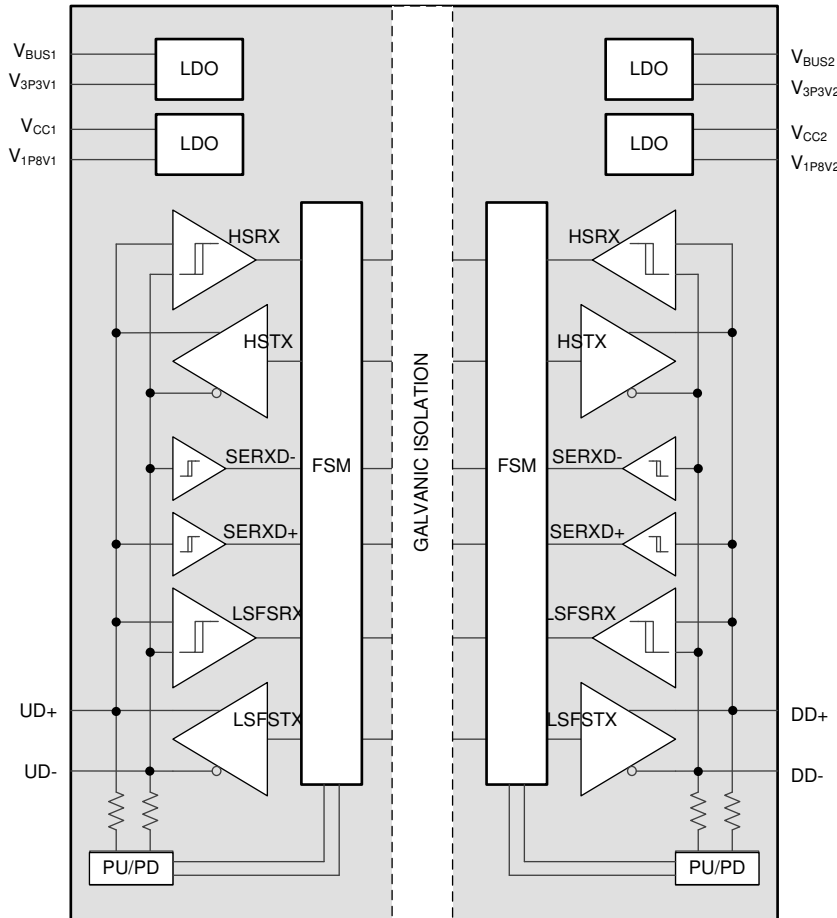 VBUS1
LDO
V3P3V1
VCC1
LDO
V1P8V1
HSRX
HSTX
SERXD-
FSM
SERXD+
LSFSRX
UD+
LSFSTX
UD-
PU/PD
GALVANIC ISOLATION
LDO
VBUS2
V3P3V2
LDO
VCC2
V1P8V2
HSRX
HSTX
FSM
SERXD-
SERXD+
LSFSRX
LSFSTX
DD+
DD-
PU/PD